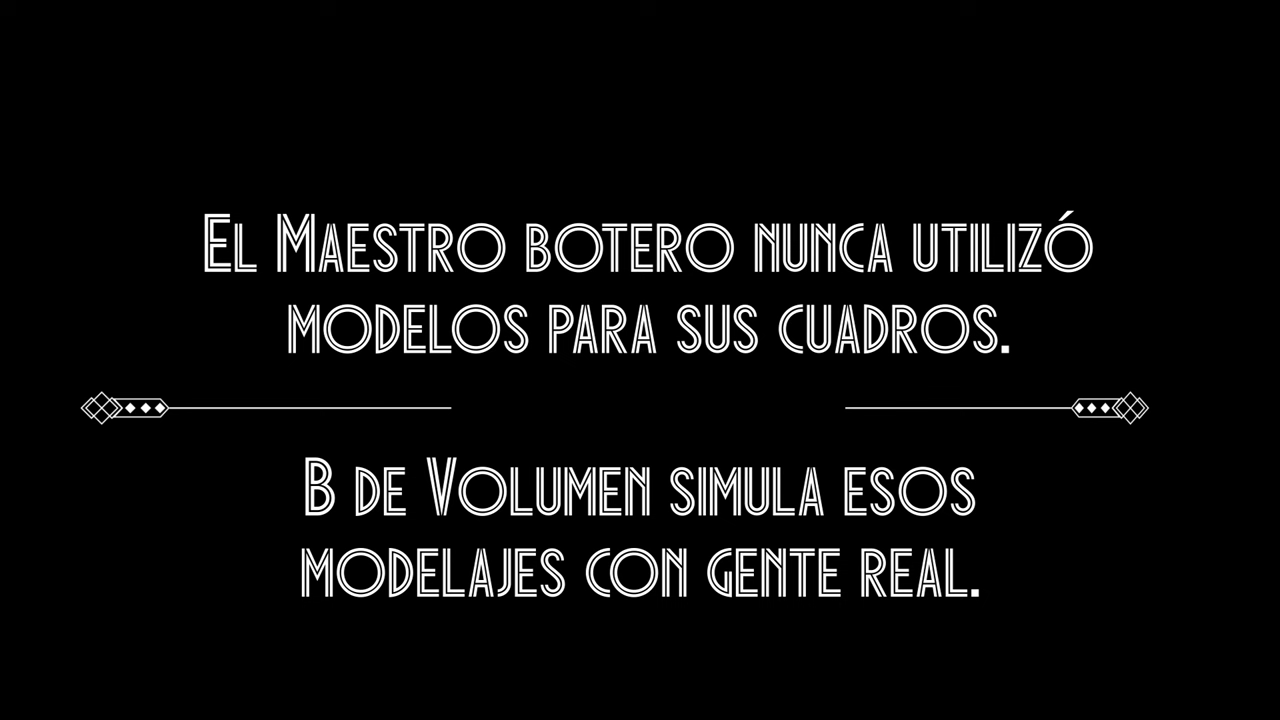 El Maestro botero nunca utilizó
modelos para sus cuadros.
B de Volumen simula esos
modelajes con gente real.